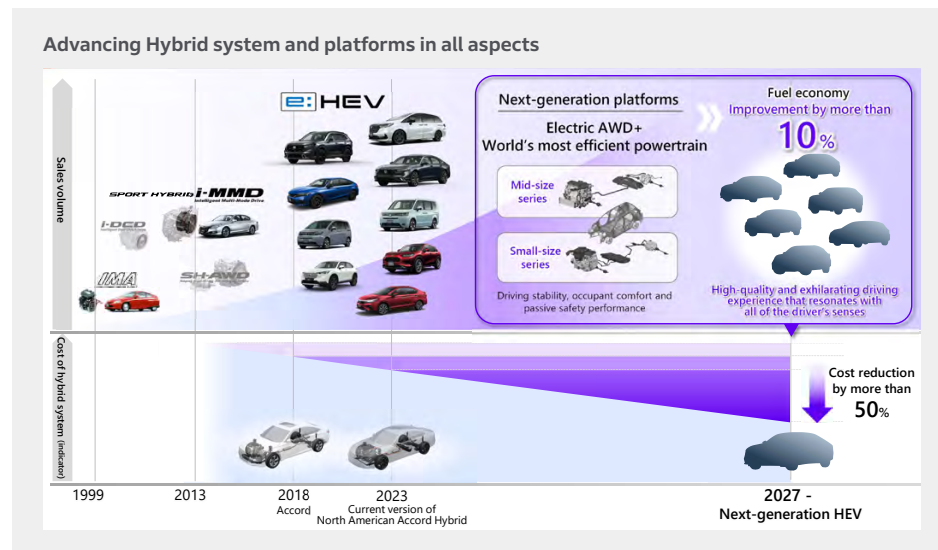 Advancing Hybrid system and platforms in all aspects
Sales volume
e:HEV
SPORT HYBRID i-MMD
Intelligent Multi-Mode Drive
i-DCD
SH-AWD
IMA
Next-generation platforms
Electric AWD+
World's most efficient powertrain
Mid-size
series
Small-size
series
Driving stability, occupant comfort and
passive safety performance
Fuel economy
Improvement by more than
10%
High-quality and exhilarating driving
experience that resonates with
all of the driver's senses
Cost of hybrid system (indicator)
Cost reduction
by more than
50%
1999
2013
2018
Accord
2023
Current version of
North American Accord Hybrid
2027 -
Next-generation HEV